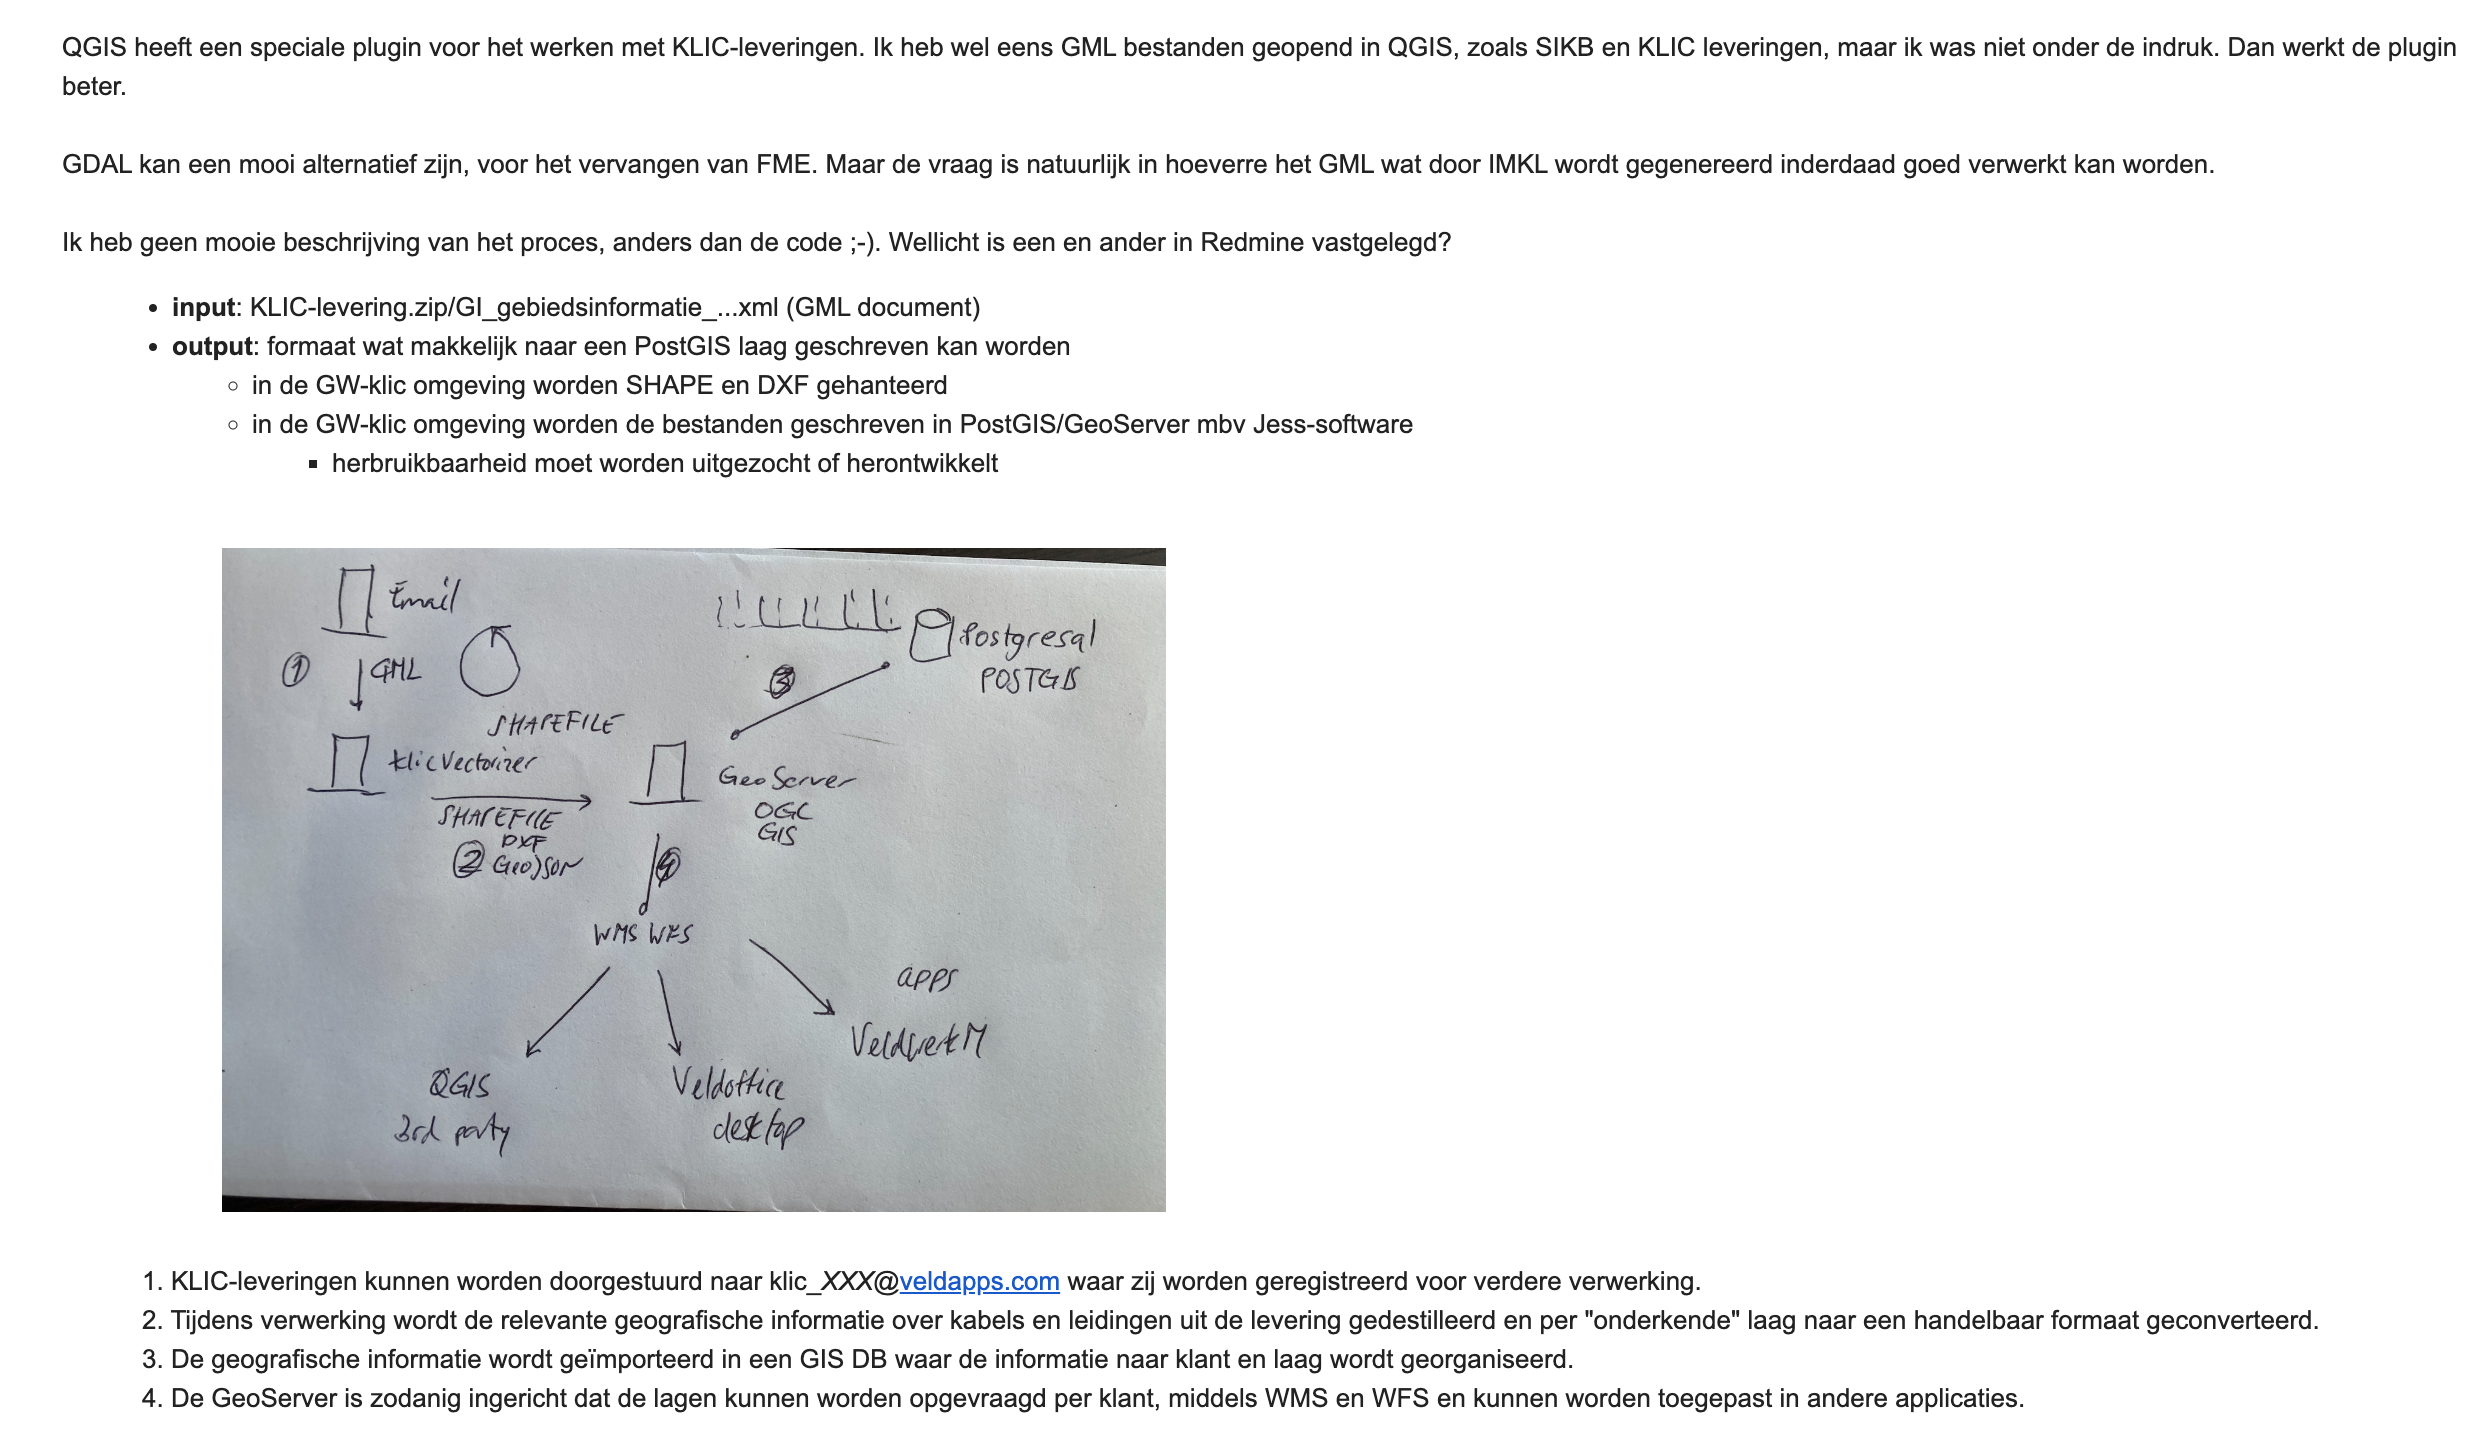 QGIS heeft een speciale plugin voor het werken met KLIC-leveringen. Ik heb wel eens GML bestanden geopend in QGIS, zoals SIKB en KLIC leveringen, maar ik was niet onder de indruk. Dan werkt de plugin
beter.
GDAL kan een mooi alternatief zijn, voor het vervangen van FME. Maar de vraag is natuurlijk in hoeverre het GML wat door IMKL wordt gegenereerd inderdaad goed verwerkt kan worden.
Ik heb geen mooie beschrijving van het proces, anders dan de code ;-). Wellicht is een en ander in Redmine vastgelegd?
• input: KLIC-levering.zip/GI_gebiedsinformatie_...xml (GML document)
• output: formaat wat makkelijk naar een PostGIS laag geschreven kan worden
◦ in de GW-klic omgeving worden SHAPE en DXF gehanteerd
◦ in de GW-klic omgeving worden de bestanden geschreven in PostGIS/GeoServer mbv Jess-software
▪ herbruikbaarheid moet worden uitgezocht of herontwikkelt
Email
Postgresql
POSTGIS
1 GML
3
SHAPEFILE
klicVectorizer
GeoServer
OGC
GIS
SHAPEFILE
DXF
2 GeoJSON
4
WMS WFS
apps
VeldwerkM
QGIS
3rd party
Veldoffice
desktop
1. KLIC-leveringen kunnen worden doorgestuurd naar klic_XXX@veldapps.com waar zij worden geregistreerd voor verdere verwerking.
2. Tijdens verwerking wordt de relevante geografische informatie over kabels en leidingen uit de levering gedestilleerd en per "onderkende" laag naar een handelbaar formaat geconverteerd.
3. De geografische informatie wordt geïmporteerd in een GIS DB waar de informatie naar klant en laag wordt georganiseerd.
4. De GeoServer is zodanig ingericht dat de lagen kunnen worden opgevraagd per klant, middels WMS en WFS en kunnen worden toegepast in andere applicaties.